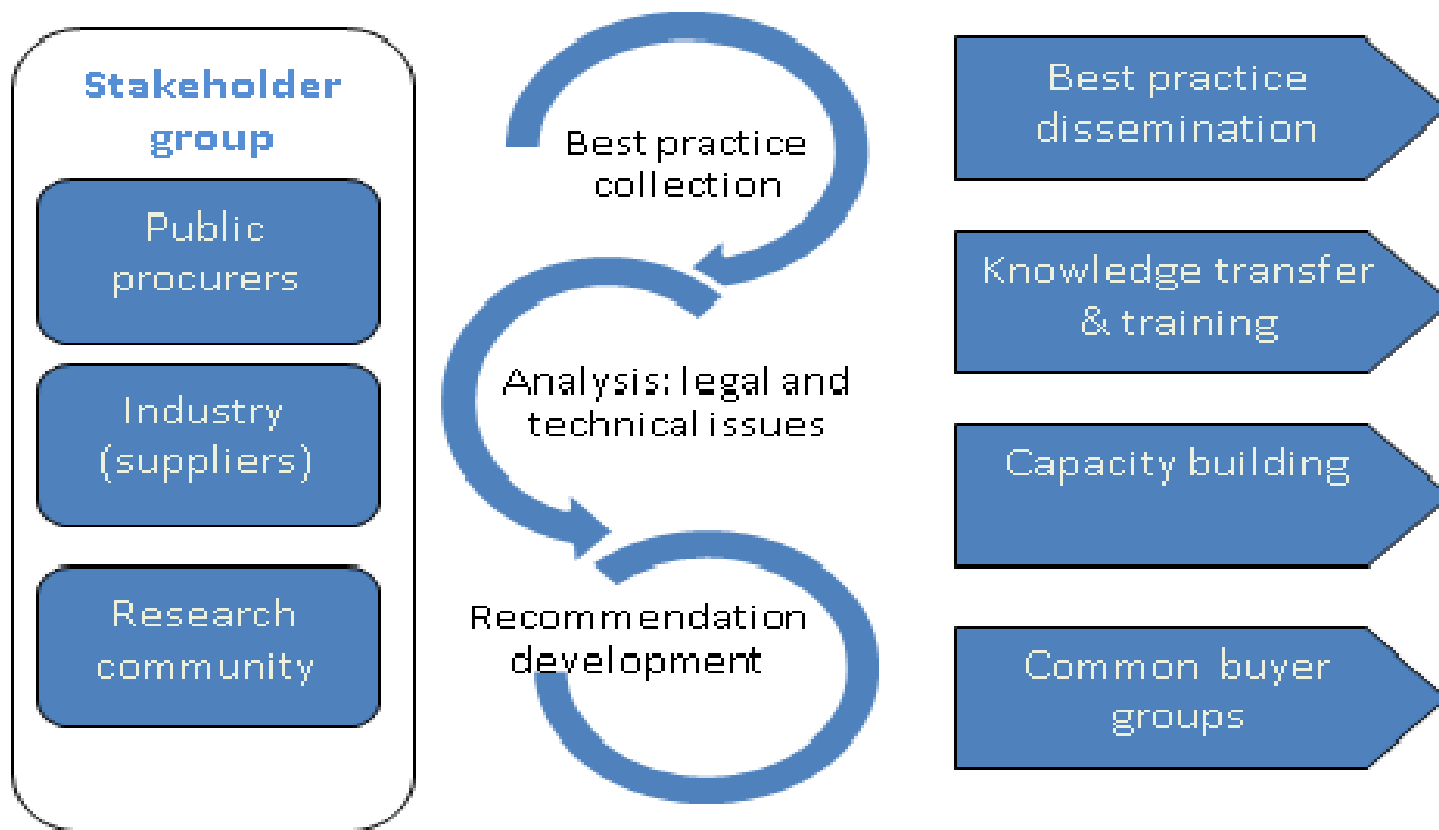 Stakeholder
group
Public
procurers
Industry
(suppliers)
Research
community
Best practice
collection
Analysis: legal and
technical issues
Recommendation
development
Best practice
dissemination
Knowledge transfer
& training
Capacity building
Common buyer
groups